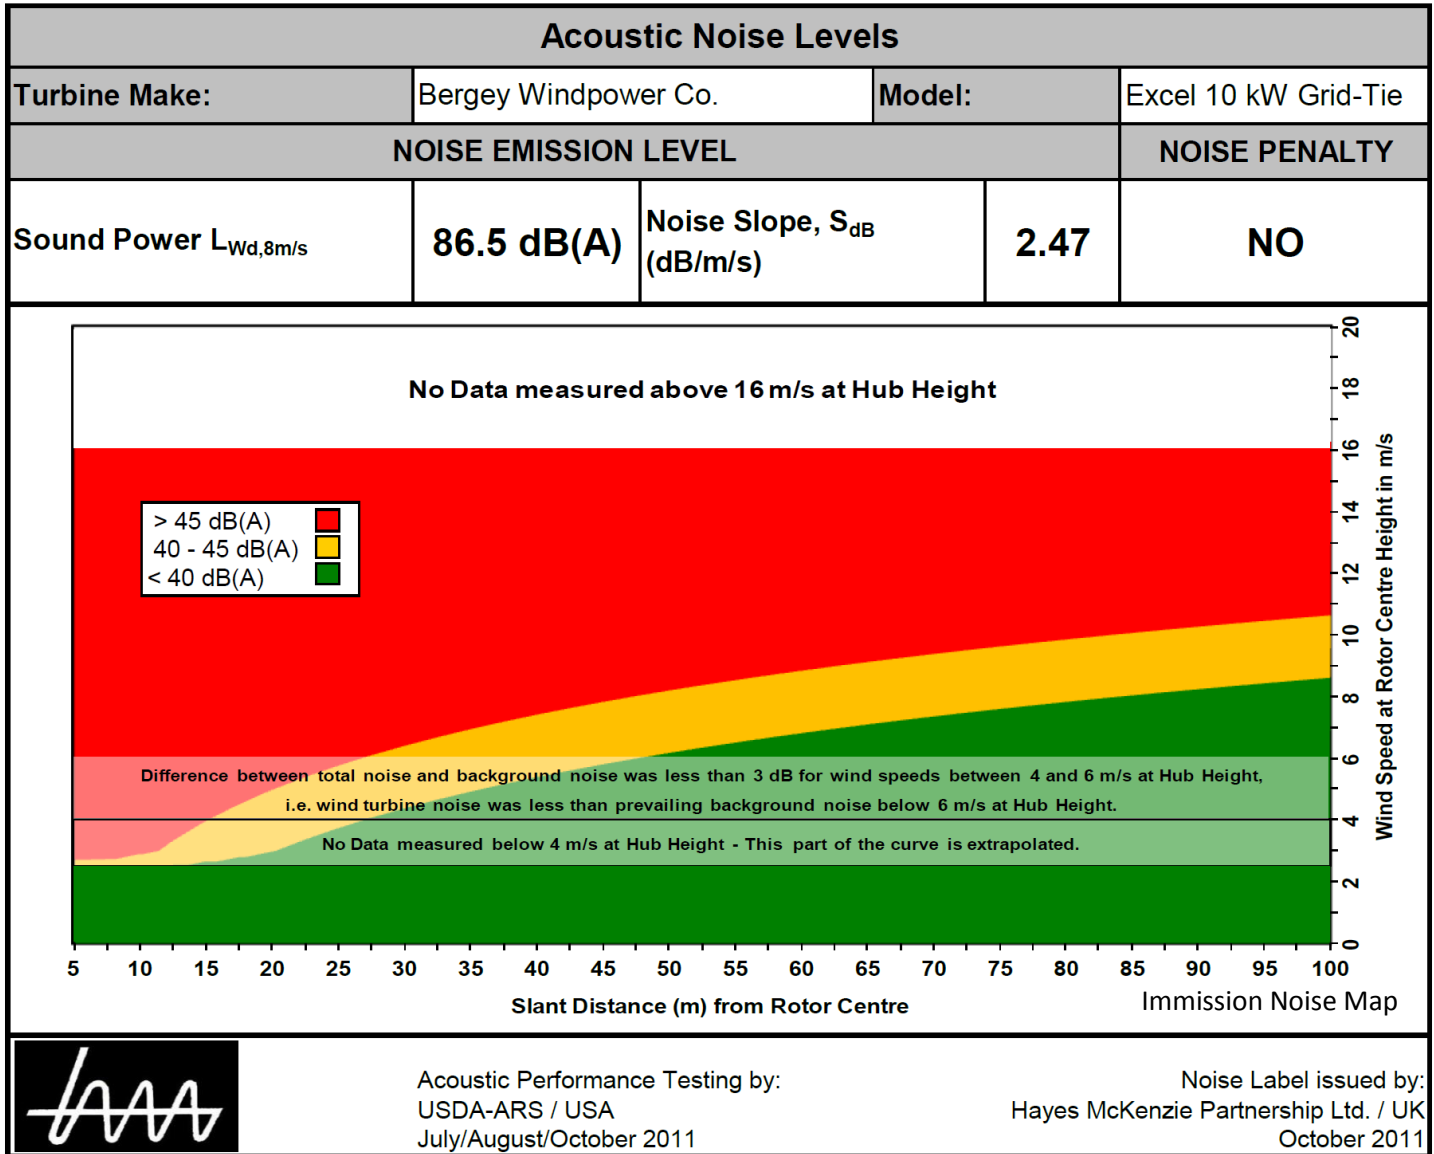 Acoustic Noise Levels
Turbine Make: Bergey Windpower Co. Model: Excel 10 kW Grid-Tie
NOISE EMISSION LEVEL NOISE PENALTY
Sound Power LWd,8m/s 86.5 dB(A) Noise Slope, SdB (dB/m/s) 2.47 NO
No Data measured above 16 m/s at Hub Height
> 45 dB(A)
40 - 45 dB(A)
< 40 dB(A)
Difference between total noise and background noise was less than 3 dB for wind speeds between 4 and 6 m/s at Hub Height,
i.e. wind turbine noise was less than prevailing background noise below 6 m/s at Hub Height.
No Data measured below 4 m/s at Hub Height - This part of the curve is extrapolated.
20
18
16
14
12
10
8
6
4
2
0
Wind Speed at Rotor Centre Height in m/s
5 10 15 20 25 30 35 40 45 50 55 60 65 70 75 80 85 90 95 100
Slant Distance (m) from Rotor Centre
Immission Noise Map
Acoustic Performance Testing by:
USDA-ARS / USA
July/August/October 2011
Noise Label issued by:
Hayes McKenzie Partnership Ltd. / UK
October 2011